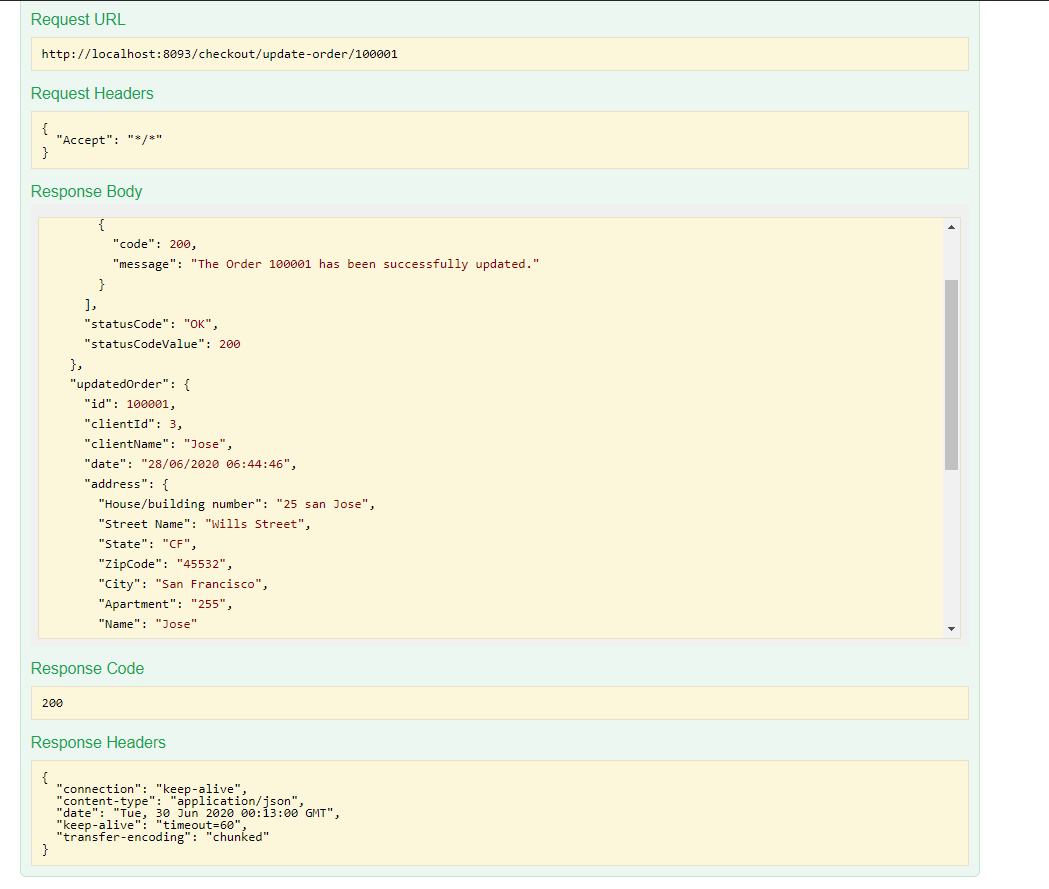 Request URL
http://localhost:8093/checkout/update-order/100001
Request Headers
{
  "Accept": "*/*"
}
Response Body
{
  "code": 200,
  "message": "The Order 100001 has been successfully updated."
}
],
"statusCode": "OK",
"statusCodeValue": 200
},
"updatedOrder": {
"id": 100001,
"clientId": 3,
"clientName": "Jose",
"date": "28/06/2020 06:44:46",
"address": {
"House/building number": "25 san Jose",
"Street Name": "Wills Street",
"State": "CF",
"ZipCode": "45532",
"City": "San Francisco",
"Apartment": "255",
"Name": "Jose"
Response Code
200
Response Headers
{
  "connection": "keep-alive",
  "content-type": "application/json",
  "date": "Tue, 30 Jun 2020 00:13:00 GMT",
  "keep-alive": "timeout=60",
  "transfer-encoding": "chunked"
}